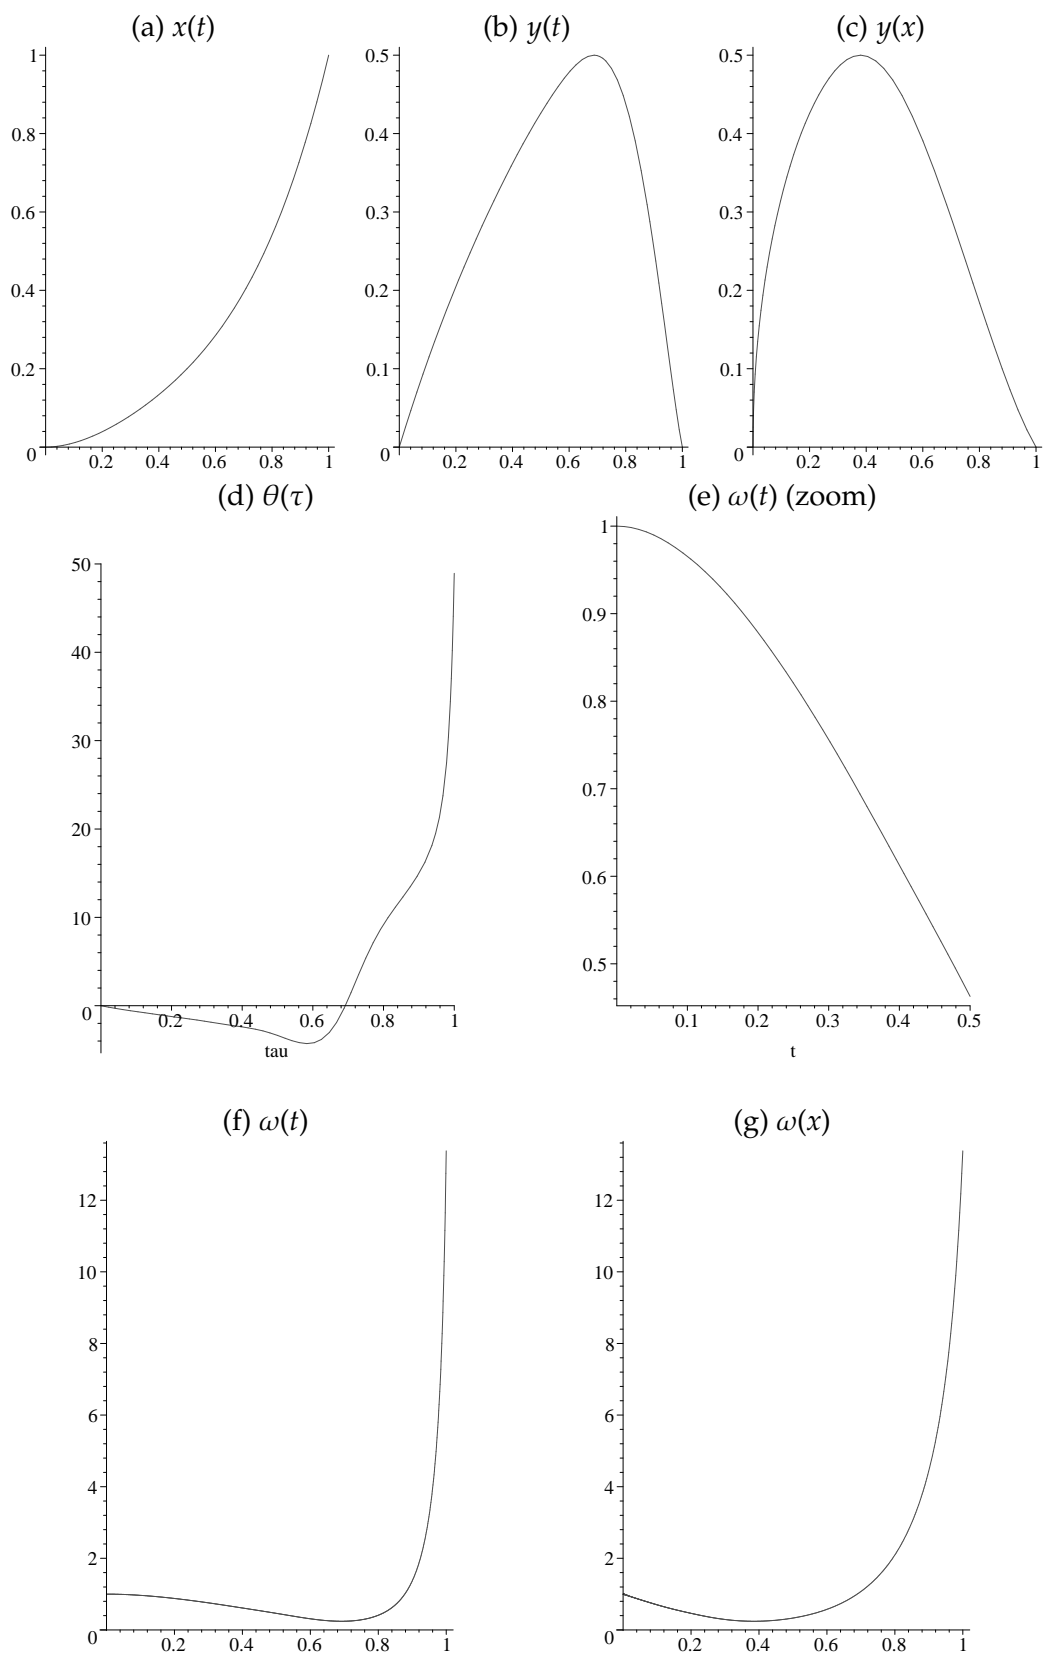 (a) x(t) (b) y(t) (c) y(x)
1 0.5 0.5
0.8 0.4 0.4
0.6 0.3 0.3
0.4 0.2 0.2
0.2 0.1 0.1
0 0.2 0.4 0.6 0.8 1 0 0.2 0.4 0.6 0.8 1 0 0.2 0.4 0.6 0.8 1
(d) θ(τ) (e) ω(t) (zoom)
50 1
40 0.9
30 0.8
20 0.7
10 0.6
0 0.5
0.2 0.4 0.6 0.8 1 0.1 0.2 0.3 0.4 0.5
tau t
(f) ω(t) (g) ω(x)
12 12
10 10
8 8
6 6
4 4
2 2
0 0.2 0.4 0.6 0.8 1 0 0.2 0.4 0.6 0.8 1